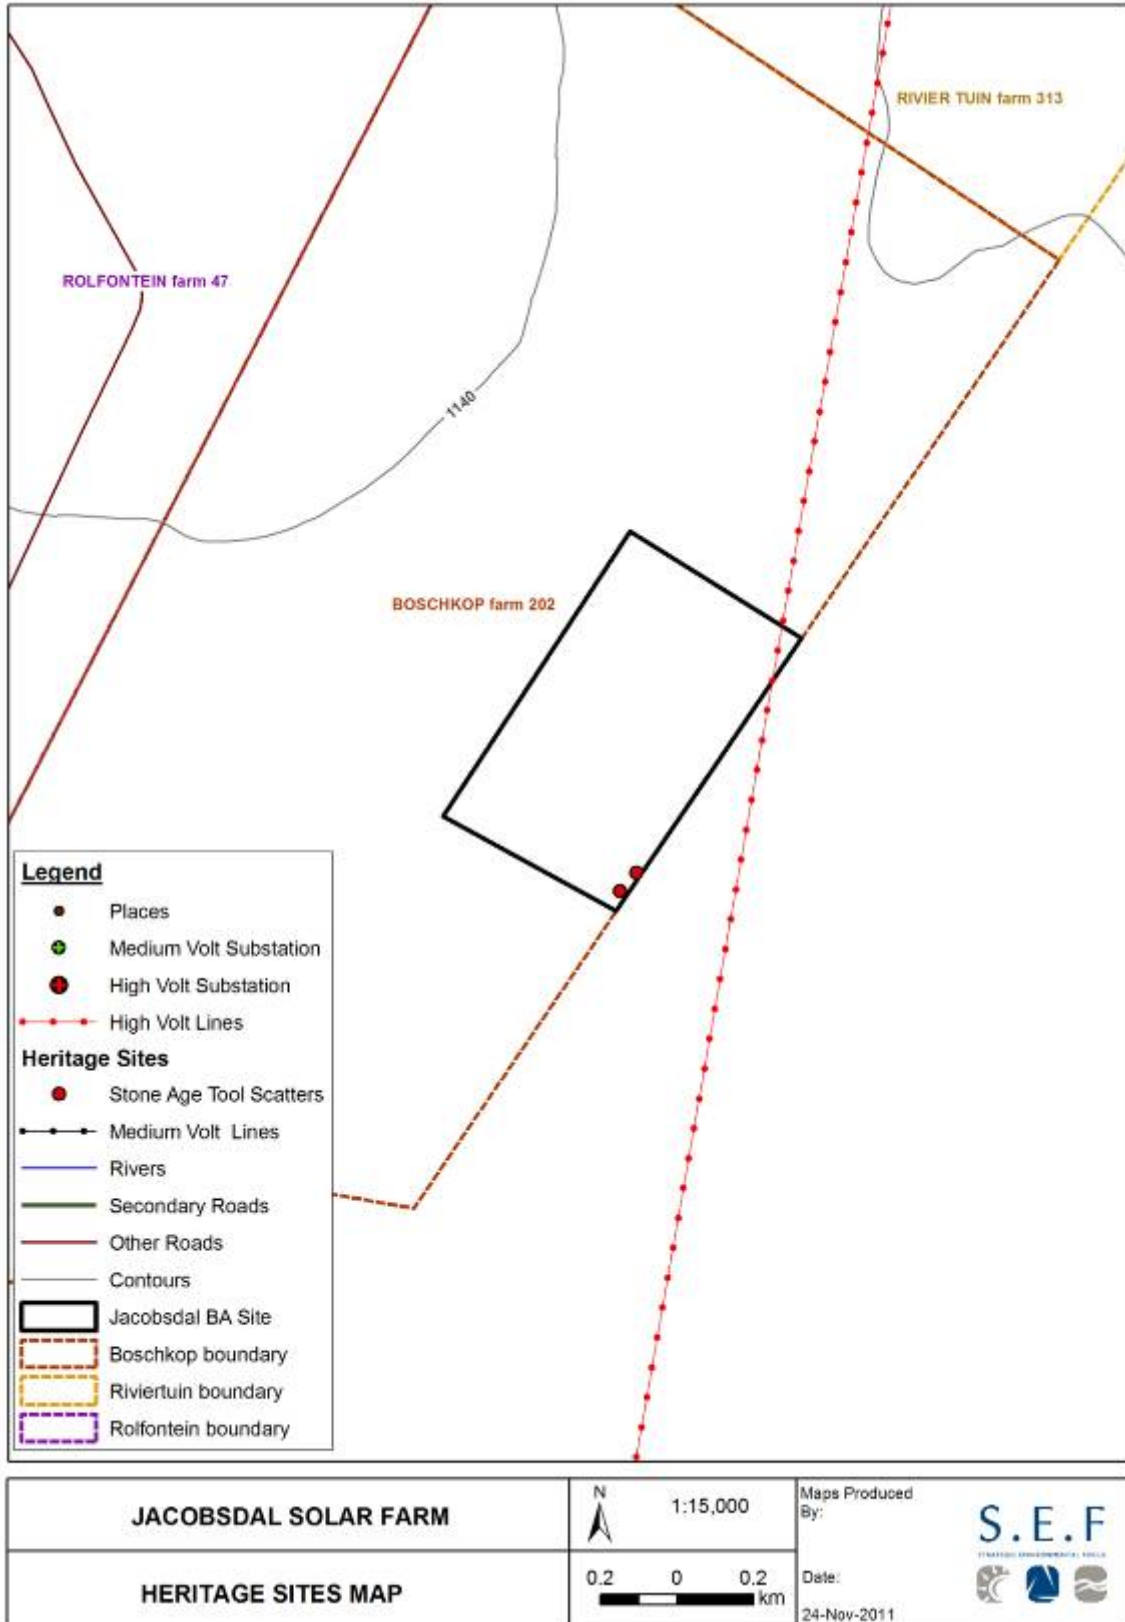 RIVIER TUIN farm 313
ROLFONTEIN farm 47
1140
BOSCHKOP farm 202
Legend
Places
Medium Volt Substation
High Volt Substation
High Volt Lines
Heritage Sites
Stone Age Tool Scatters
Medium Volt Lines
Rivers
Secondary Roads
Other Roads
Contours
Jacobsdal BA Site
Boschkop boundary
Riviertuin boundary
Rolfontein boundary
JACOBSDAL SOLAR FARM
HERITAGE SITES MAP
N
1:15,000
0.2 0 0.2
km
Maps Produced
By:
S.E.F
Date:
24-Nov-2011